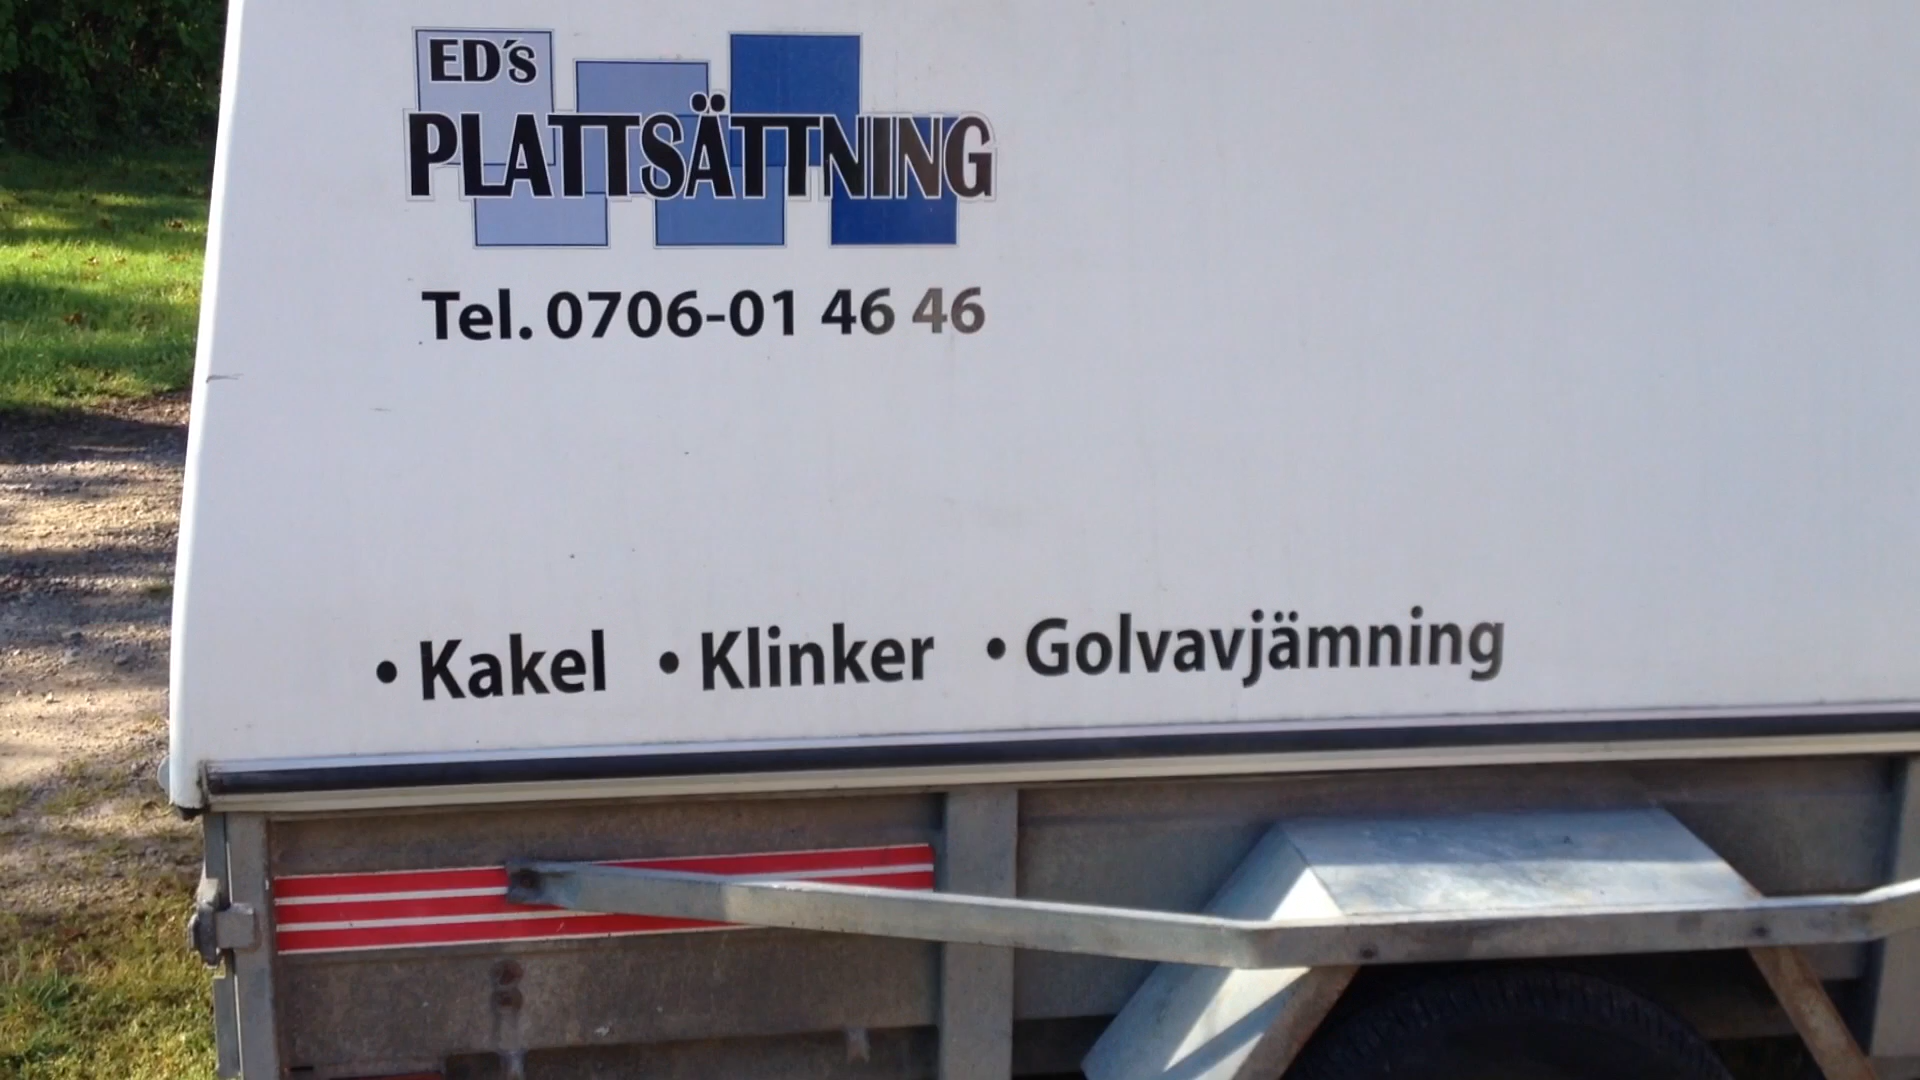 ED´s
PLATTSÄTTNING
Tel. 0706-01 46 46
• Kakel • Klinker • Golvavjämning